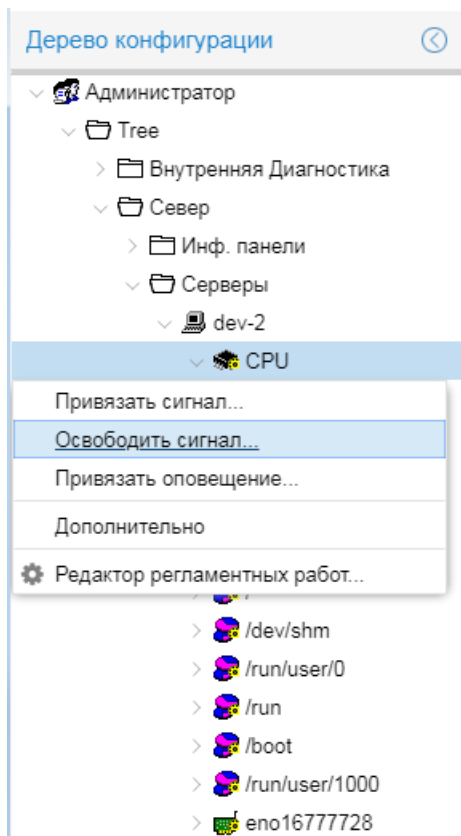 Дерево конфигурации
Администратор
Tree
Внутренняя Диагностика
Север
Инф. панели
Серверы
dev-2
CPU
Привязать сигнал...
Освободить сигнал...
Привязать оповещение...
Дополнительно
Редактор регламентных работ...
/
/dev/shm
/run/user/0
/run
/boot
/run/user/1000
eno16777728